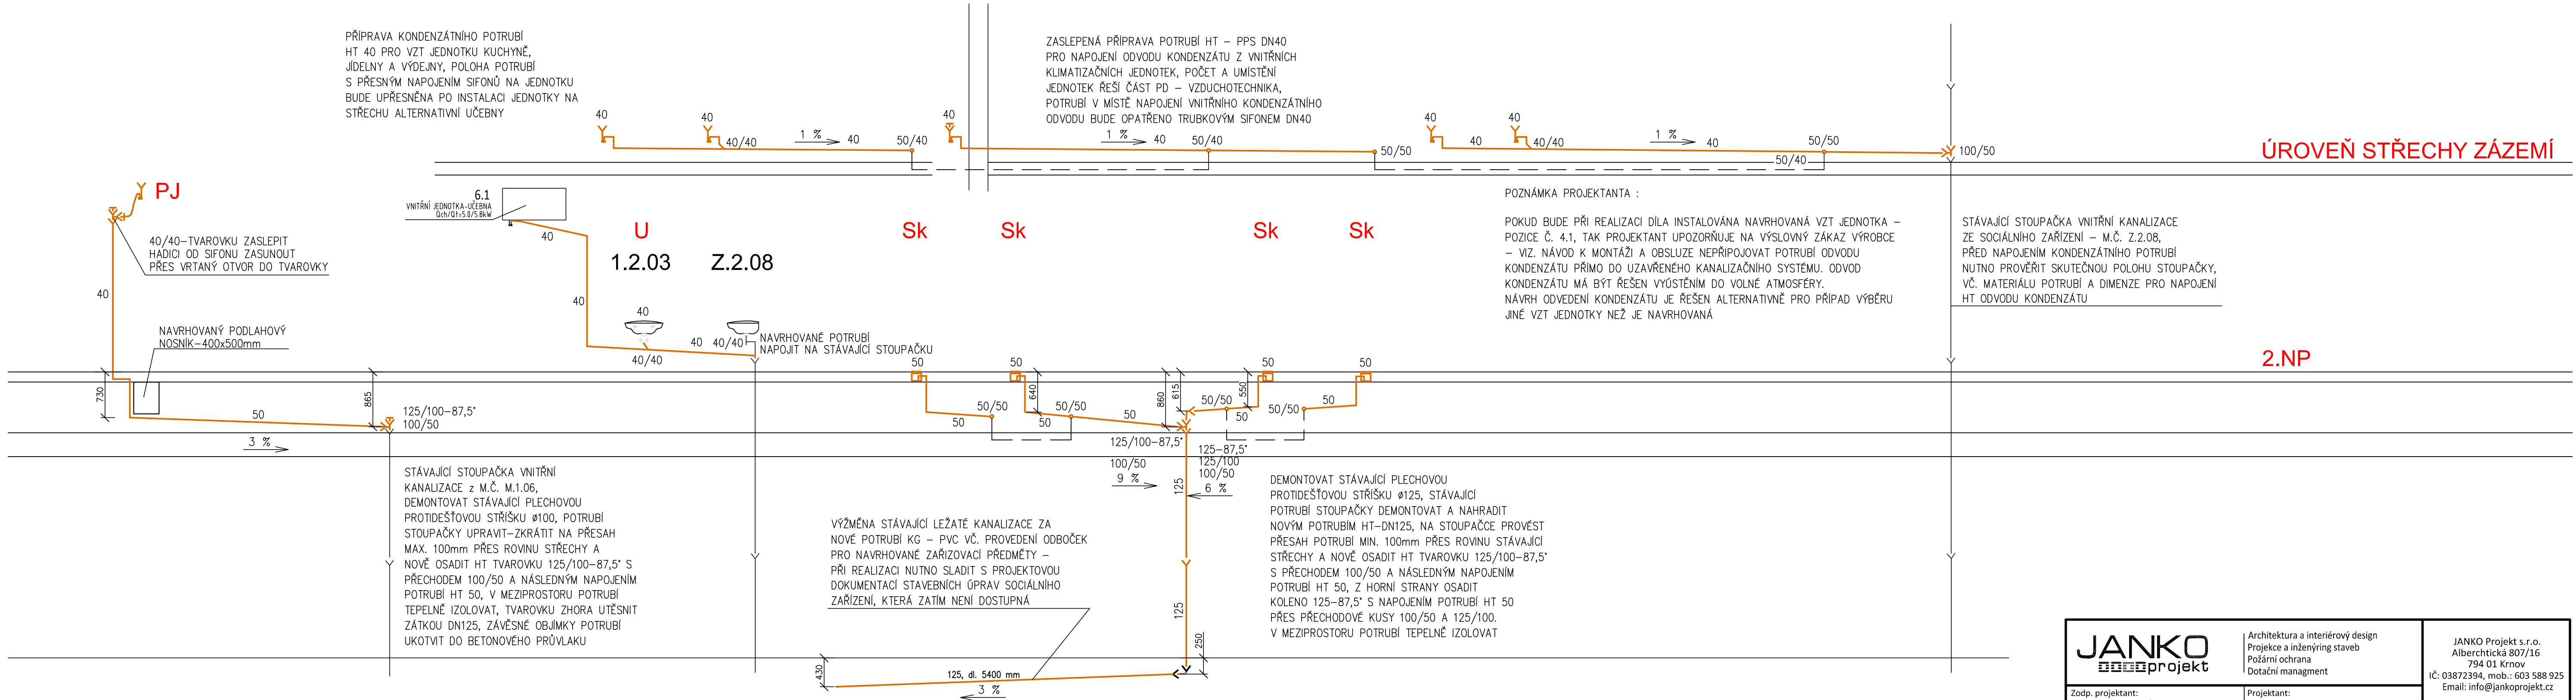 PŘÍPRAVA KONDENZÁTNÍHO POTRUBÍ
HT 40 PRO VZT JEDNOTKU KUCHYNĚ,
JÍDELNY A VÝDEJNY, POLOHA POTRUBÍ
S PŘESNÝM NAPOJENÍM SIFONŮ NA JEDNOTKU
BUDE UPŘESNĚNA PO INSTALACI JEDNOTKY NA
STŘECHU ALTERNATIVNÍ UČEBNY
ZASLEPENÁ PŘÍPRAVA POTRUBÍ HT – PPS DN40
PRO NAPOJENÍ ODVODU KONDENZÁTU Z VNITŘNÍCH
KLIMATIZAČNÍCH JEDNOTEK, POČET A UMÍSTĚNÍ
JEDNOTEK ŘEŠÍ ČÁST PD – VZDUCHOTECHNIKA,
POTRUBÍ V MÍSTĚ NAPOJENÍ VNITŘNÍHO KONDENZÁTNÍHO
ODVODU BUDE OPATŘENO TRUBKOVÝM SIFONEM DN40
40
40
40
40
40
40/40
1 %
40
50/40
1 %
40
50/40
50/50
40
40/40
1 %
40
50/50
50/40
100/50
ÚROVEŇ STŘECHY ZÁZEMÍ
PJ
40/40-TVAROVKU ZASLEPIT
HADICI OD SIFONU ZASUNOUT
PŘES VRTANÝ OTVOR DO TVAROVKY
40
6.1
VNITŘNÍ JEDNOTKA-UČEBNA
Qch/Qt=5.0/5.8kW
40
40
U
1.2.03
Z.2.08
Sk
Sk
Sk
Sk
POZNÁMKA PROJEKTANTA :
POKUD BUDE PŘI REALIZACI DÍLA INSTALOVÁNA NAVRHOVANÁ VZT JEDNOTKA –
POZICE Č. 4.1, TAK PROJEKTANT UPOZORŇUJE NA VÝSLOVNÝ ZÁKAZ VÝROBCE
– VIZ. NÁVOD K MONTÁŽI A OBSLUZE NEPŘIPOJOVAT POTRUBÍ ODVODU
KONDENZÁTU PŘÍMO DO UZAVŘENÉHO KANALIZAČNÍHO SYSTÉMU. ODVOD
KONDENZÁTU MÁ BÝT ŘEŠEN VYÚSTĚNÍM DO VOLNÉ ATMOSFÉRY.
NÁVRH ODVEDENÍ KONDENZÁTU JE ŘEŠEN ALTERNATIVNĚ PRO PŘÍPAD VÝBĚRU
JINÉ VZT JEDNOTKY NEŽ JE NAVRHOVANÁ
STÁVAJÍCÍ STOUPAČKA VNITŘNÍ KANALIZACE
ZE SOCIÁLNÍHO ZAŘÍZENÍ – M.Č. Z.2.08,
PŘED NAPOJENÍM KONDENZÁTNÍHO POTRUBÍ
NUTNO PROVĚŘIT SKUTEČNOU POLOHU STOUPAČKY,
VČ. MATERIÁLU POTRUBÍ A DIMENZE PRO NAPOJENÍ
HT ODVODU KONDENZÁTU
NAVRHOVANÝ PODLAHOVÝ
NOSNÍK-400x500mm
40
40/40
40
40/40
NAVRHOVANÉ POTRUBÍ
NAPOJIT NA STÁVAJÍCÍ STOUPAČKU
2.NP
730
865
50
3 %
125/100-87,5°
100/50
50
50
50
50
50
50/50
640
50
50/50
50
860
615
550
50/50
50
50/50
50
125/100-87,5°
100/50
9 %
125-87,5°
125/100
100/50
6 %
125
125
STÁVAJÍCÍ STOUPAČKA VNITŘNÍ
KANALIZACE z M.Č. M.1.06,
DEMONTOVAT STÁVAJÍCÍ PLECHOVOU
PROTIDEŠŤOVOU STŘÍŠKU ø100, POTRUBÍ
STOUPAČKY UPRAVIT-ZKRÁTIT NA PŘESAH
MAX. 100mm PŘES ROVINU STŘECHY A
NOVĚ OSADIT HT TVAROVKU 125/100-87,5° S
PŘECHODEM 100/50 A NÁSLEDNÝM NAPOJENÍM
POTRUBÍ HT 50, V MEZIPROSTORU POTRUBÍ
TEPELNĚ IZOLOVAT, TVAROVKU ZHORA UTĚSNIT
ZÁTKOU DN125, ZÁVĚSNÉ OBJÍMKY POTRUBÍ
UKOTVIT DO BETONOVÉHO PRŮVLAKU
VÝŽMĚNA STÁVAJÍCÍ LEŽATÉ KANALIZACE ZA
NOVÉ POTRUBÍ KG – PVC VČ. PROVEDENÍ ODBOČEK
PRO NAVRHOVANÉ ZAŘIZOVACÍ PŘEDMĚTY –
PŘI REALIZACI NUTNO SLADIT S PROJEKTOVOU
DOKUMENTACÍ STAVEBNÍCH ÚPRAV SOCIÁLNÍHO
ZAŘÍZENÍ, KTERÁ ZATÍM NENÍ DOSTUPNÁ
DEMONTOVAT STÁVAJÍCÍ PLECHOVOU
PROTIDEŠŤOVOU STŘÍŠKU ø125, STÁVAJÍCÍ
POTRUBÍ STOUPAČKY DEMONTOVAT A NAHRADIT
NOVÝM POTRUBÍM HT-DN125, NA STOUPAČCE PROVÉST
PŘESAH POTRUBÍ MIN. 100mm PŘES ROVINU STÁVAJÍCÍ
STŘECHY A NOVĚ OSADIT HT TVAROVKU 125/100-87,5°
S PŘECHODEM 100/50 A NÁSLEDNÝM NAPOJENÍM
POTRUBÍ HT 50, Z HORNÍ STRANY OSADIT
KOLENO 125-87,5° S NAPOJENÍM POTRUBÍ HT 50
PŘES PŘECHODOVÉ KUSY 100/50 A 125/100.
V MEZIPROSTORU POTRUBÍ TEPELNĚ IZOLOVAT
430
125, dl. 5400 mm
3 %
250
JANKO
projekt
Architektura a interiérový design
Projekce a inženýring staveb
Požární ochrana
Dotační managment
JANKO Projekt s.r.o.
Alberchtická 807/16
794 01 Krnov
IČ: 03872394, mob.: 603 588 925
Email: info@jankoprojekt.cz
Zodp. projektant:
Projektant: